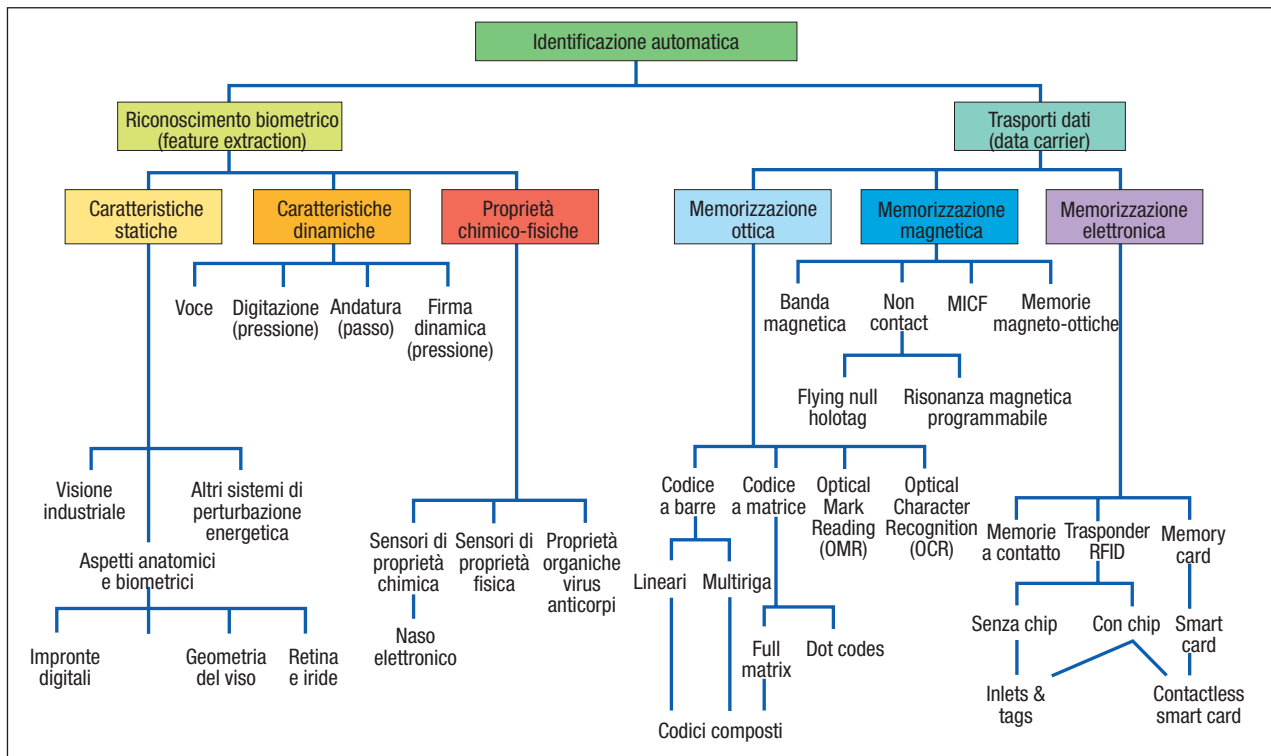 Identificazione automatica
Riconoscimento biometrico
(feature extraction)
Trasporti dati
(data carrier)
Caratteristiche
statiche
Caratteristiche
dinamiche
Proprietà
chimico-fisiche
Memorizzazione
ottica
Memorizzazione
magnetica
Memorizzazione
elettronica
Voce
Digitazione
(pressione)
Andatura
(passo)
Firma
dinamica
(pressione)
Banda
magnetica
Non
contact
MICF
Memorie
magneto-ottiche
Flying null
holotag
Risonanza magnetica
programmabile
Visione
industriale
Altri sistemi di
perturbazione
energetica
Aspetti anatomici
e biometrici
Impronte
digitali
Geometria
del viso
Retina
e iride
Sensori di
proprietà
chimica
Sensori di
proprietà
fisica
Proprietà
organiche
virus
anticorpi
Naso
elettronico
Codice
a barre
Codice
a matrice
Optical
Mark
Reading
(OMR)
Optical
Character
Recognition
(OCR)
Lineari
Multiriga
Full
matrix
Dot codes
Codici composti
Memorie
a contatto
Trasponder
RFID
Memory
card
Senza chip
Con chip
Smart
card
Inlets &
tags
Contactless
smart card